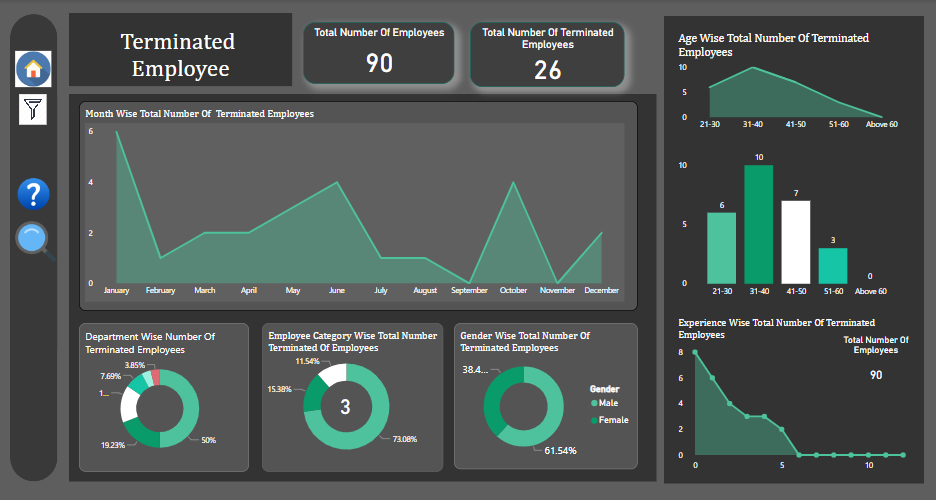 Terminated
Employee
Total Number Of Employees
90
Total Number Of Terminated
Employees
26
Month Wise Total Number Of Terminated Employees
6
4
2
0
January February March April May June July August September October November December
Department Wise Number Of
Terminated Employees
3.85%
7.69%
1...
19.23%
50%
Employee Category Wise Total Number
Terminated Of Employees
11.54%
15.38%
3
73.08%
Gender Wise Total Number Of
Terminated Employees
38.4...
61.54%
Gender
Male
Female
Age Wise Total Number Of Terminated
Employees
10
5
0
21-30 31-40 41-50 51-60 Above 60
10
5
0
6
10
7
3
0
21-30 31-40 41-50 51-60 Above 60
Experience Wise Total Number Of Terminated
Employees
Total Number Of
Employees
90
8
6
4
2
0
0 5 10